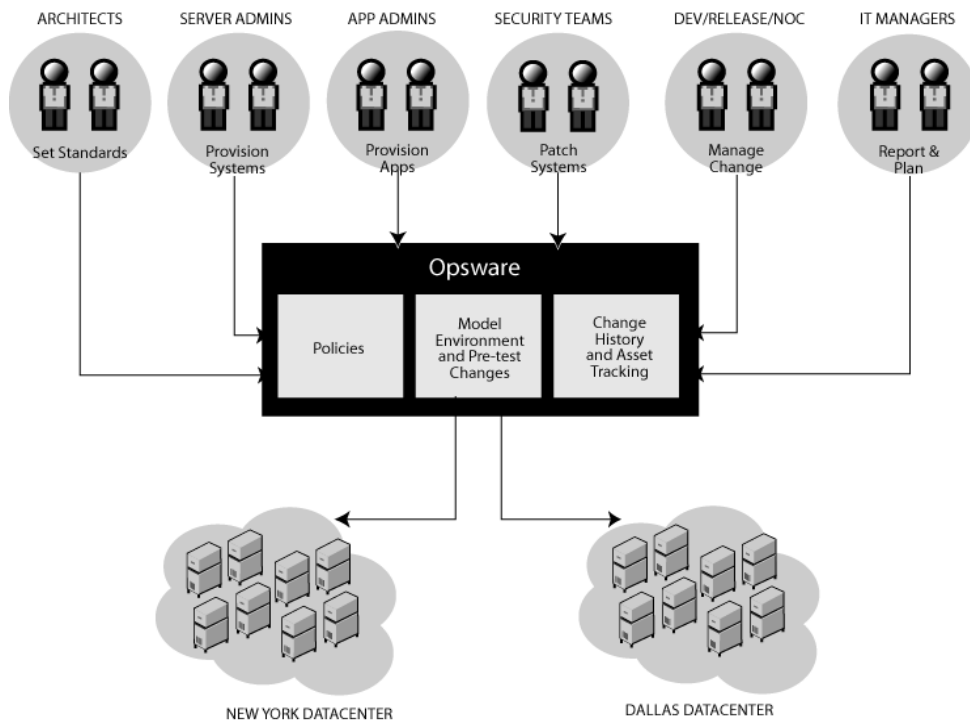 ARCHITECTS
SERVER ADMINS
APP ADMINS
SECURITY TEAMS
DEV/RELEASE/NOC
IT MANAGERS
Set Standards
Provision
Systems
Provision
Apps
Patch
Systems
Manage
Change
Report &
Plan
Opsware
Policies
Model
Environment
and Pre-test
Changes
Change
History
and Asset
Tracking
NEW YORK DATACENTER
DALLAS DATACENTER